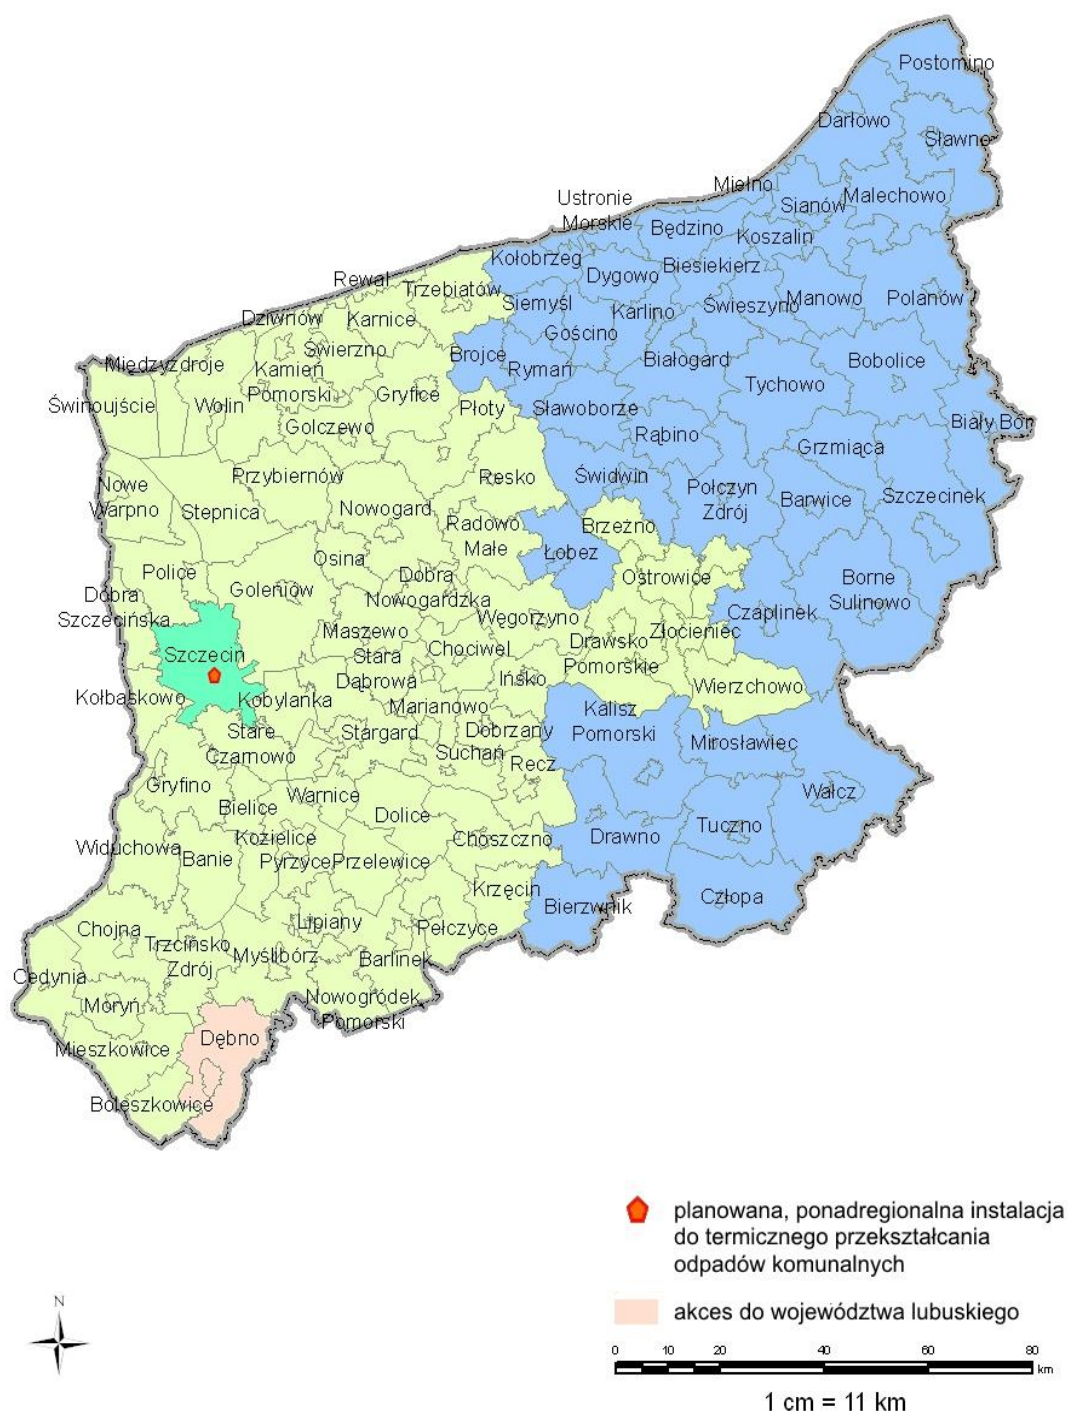 Postomino
Darłowo
Sławno
Mielno
Ustronie
Morskie
Sianów
Malechowo
Będzino
Koszalin
Kołobrzeg
Dygowo
Biesiekierz
Rewal
Trzebiatów
Siemyśl
Karlino
Świeszyno
Manowo
Polanów
Dziwnów
Karnice
Gościno
Świerzno
Brojce
Białogard
Bobolice
Międzyzdroje
Kamień
Pomorski
Rymań
Tychowo
Świnoujście
Wolin
Gryfice
Płoty
Sławoborze
Biały Bór
Golczewo
Rąbino
Grzmiąca
Przybiernów
Resko
Świdwin
Nowe
Warpno
Połczyn
Zdrój
Barwice
Szczecinek
Stepnica
Nowogard
Radowo
Małe
Brzeżno
Łobez
Osina
Police
Goleniów
Dobra
Nowogardzka
Ostrowice
Borne
Sulinowo
Dobra
Szczecińska
Węgorzyno
Czaplinek
Maszewo
Drawsko
Pomorskie
Złocieniec
Szczecin
Stara
Dąbrowa
Chociwel
Ińsko
Wierzchowo
Kołbaskowo
Kobylanka
Marianowo
Kalisz
Pomorski
Stare
Czarnowo
Stargard
Dobrzany
Suchań
Mirosławiec
Recz
Gryfino
Warnice
Wałcz
Bielice
Dolice
Kozielice
Choszczno
Drawno
Tuczno
Widuchowa
Banie
Pyrzyce
Przelewice
Krzęcin
Bierzwnik
Człopa
Chojna
Trzcińsko
Zdrój
Lipiany
Pełczyce
Myślibórz
Barlinek
Cedynia
Moryń
Nowogródek
Pomorski
Dębno
Mieszkowice
Boleszkowice
planowana, ponadregionalna instalacja
do termicznego przekształcania
odpadów komunalnych
akces do województwa lubuskiego
N
0 10 20 40 60 80
km
1 cm = 11 km